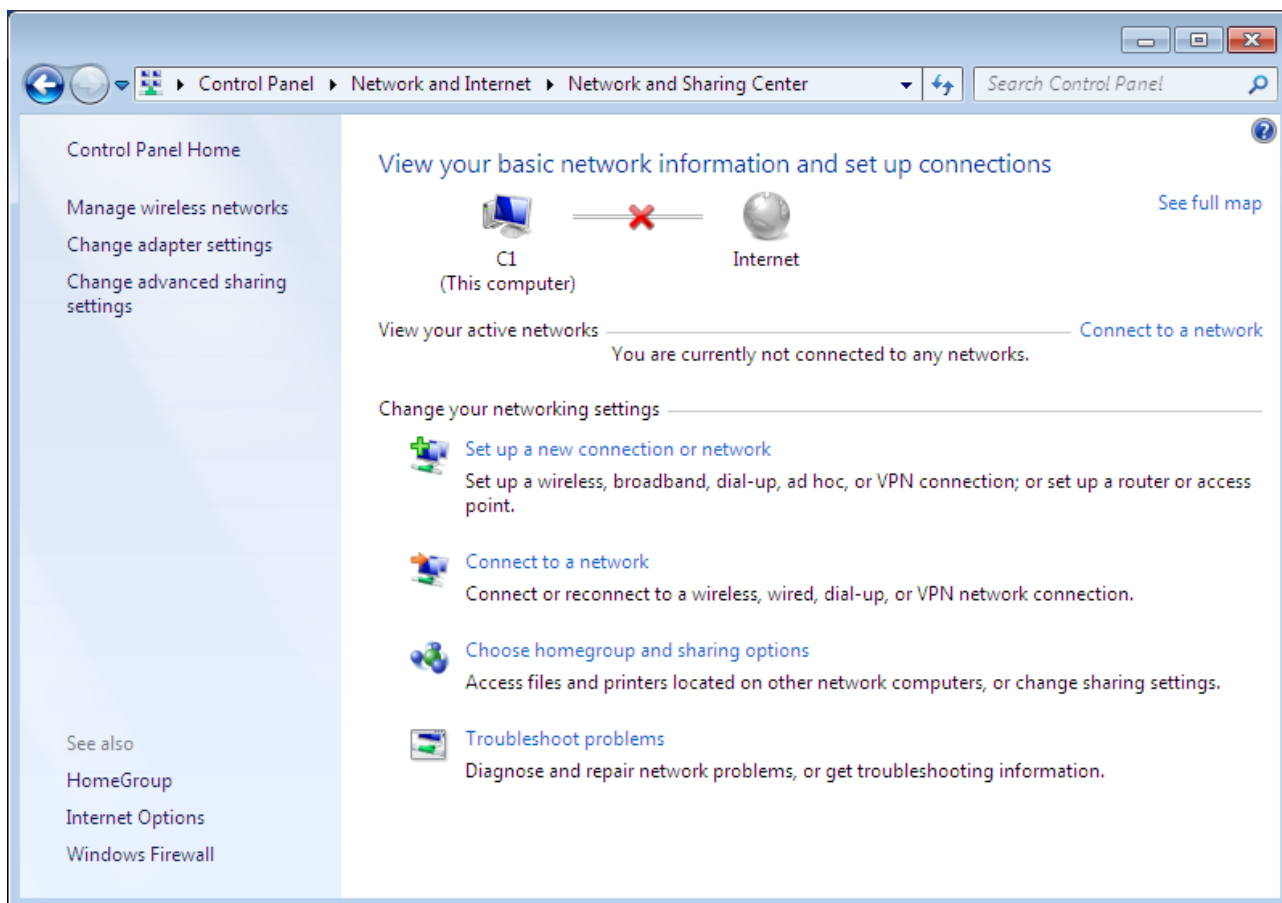 Control Panel
Network and Internet
Network and Sharing Center
Search Control Panel
Control Panel Home
Manage wireless networks
Change adapter settings
Change advanced sharing
settings
See also
HomeGroup
Internet Options
Windows Firewall
View your basic network information and set up connections
See full map
C1
(This computer)
Internet
View your active networks
Connect to a network
You are currently not connected to any networks.
Change your networking settings
Set up a new connection or network
Set up a wireless, broadband, dial-up, ad hoc, or VPN connection; or set up a router or access
point.
Connect to a network
Connect or reconnect to a wireless, wired, dial-up, or VPN network connection.
Choose homegroup and sharing options
Access files and printers located on other network computers, or change sharing settings.
Troubleshoot problems
Diagnose and repair network problems, or get troubleshooting information.